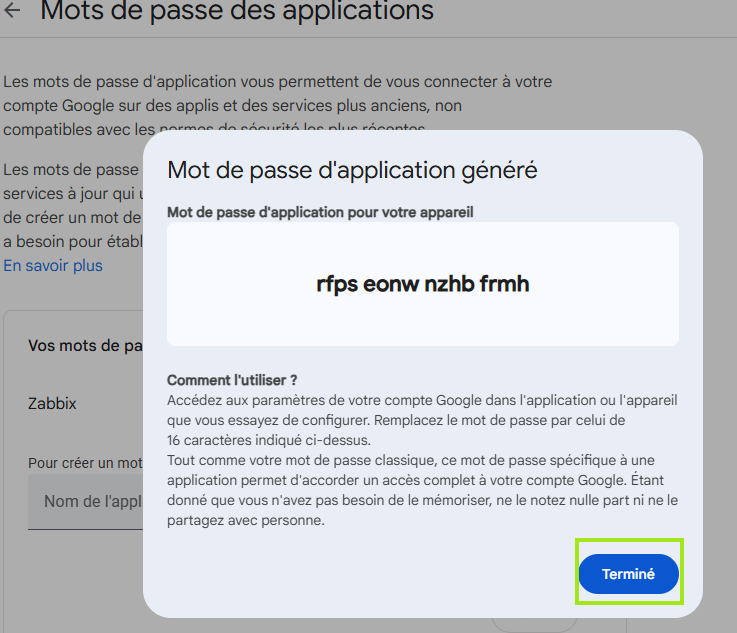 Mots de passe des applications
Les mots de passe d'application vous permettent de vous connecter à votre
compte Google sur des applis et des services plus anciens, non
compatibles avec les normes de sécurité les plus récentes.
Les mots de passe
services à jour qui
de créer un mot de
a besoin pour établ
En savoir plus
Vos mots de pa
Zabbix
Pour créer un mot
Nom de l'appl
Mot de passe d'application généré
Mot de passe d'application pour votre appareil
rfps eonw nzhb frmh
Comment l'utiliser ?
Accédez aux paramètres de votre compte Google dans l'application ou l'appareil
que vous essayez de configurer. Remplacez le mot de passe par celui de
16 caractères indiqué ci-dessus.
Tout comme votre mot de passe classique, ce mot de passe spécifique à une
application permet d'accorder un accès complet à votre compte Google. Étant
donné que vous n'avez pas besoin de le mémoriser, ne le notez nulle part ni ne le
partagez avec personne.
Terminé